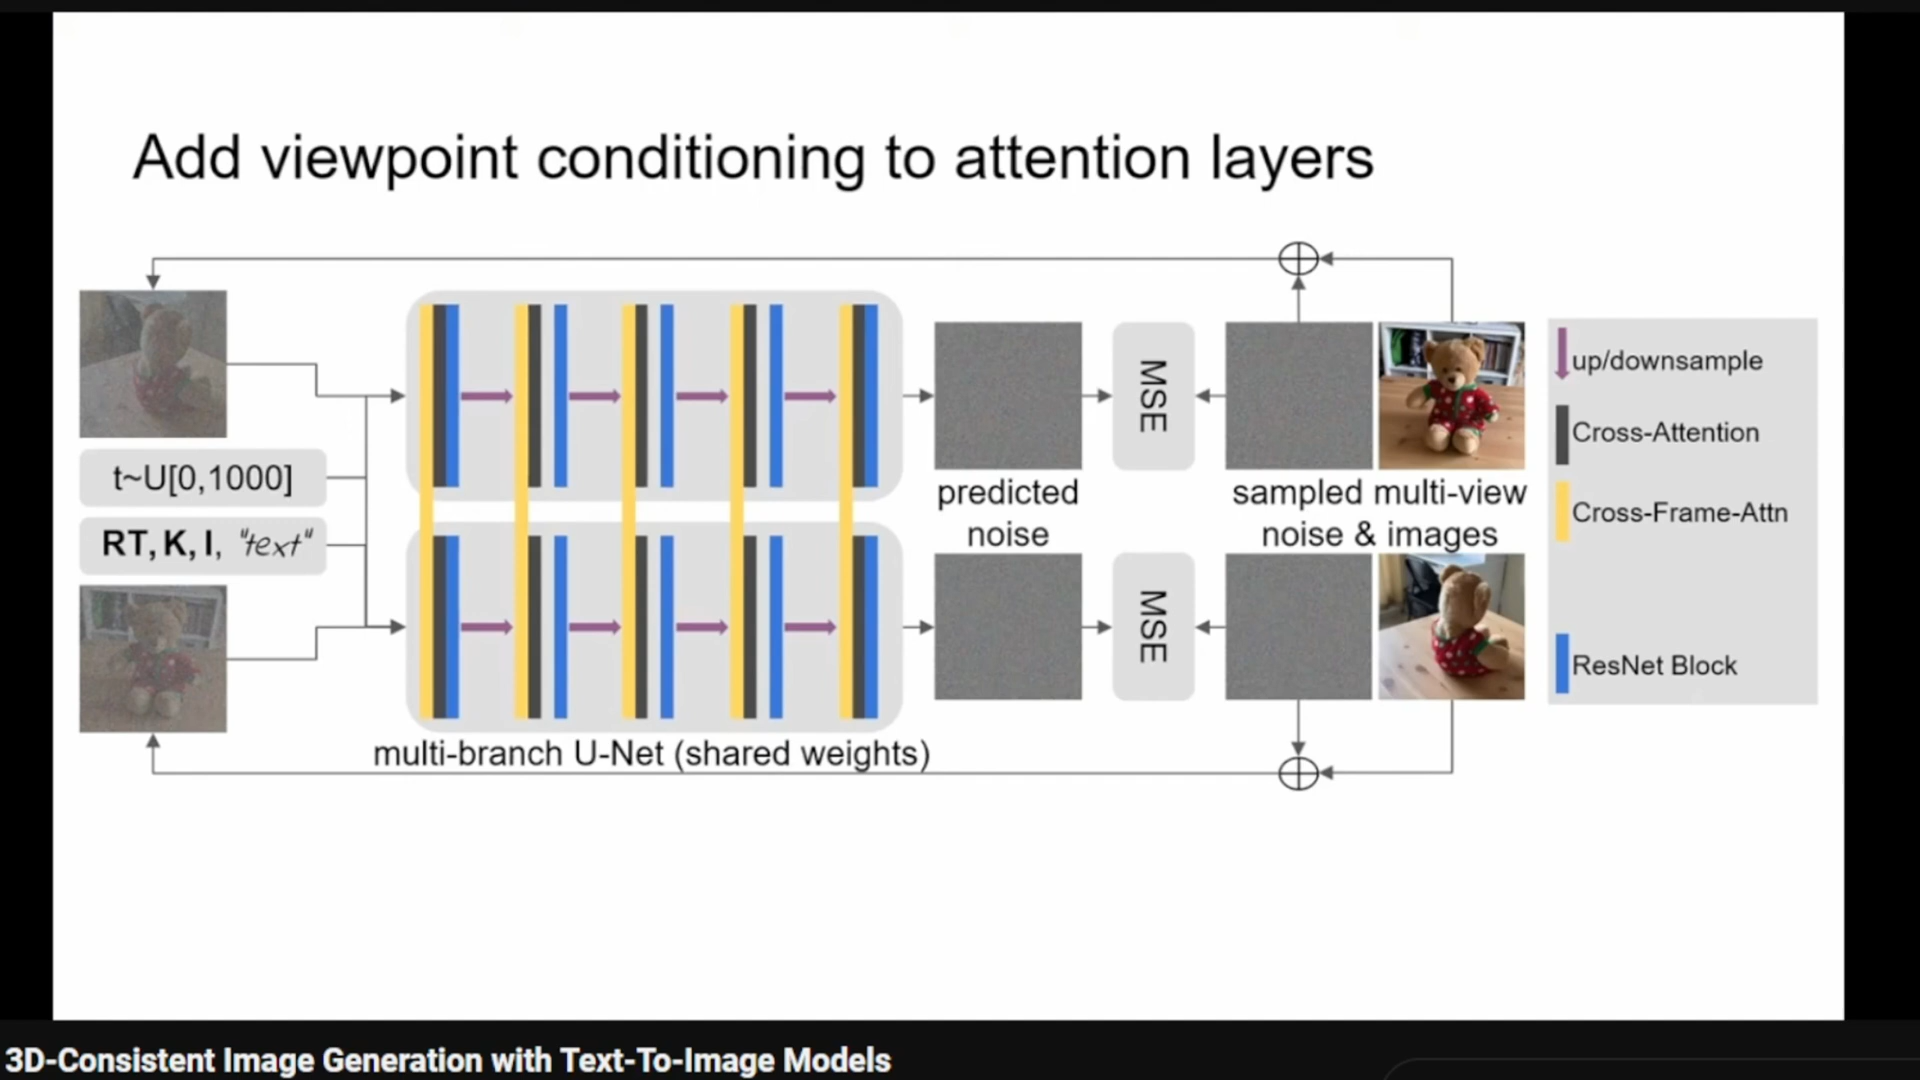 Add viewpoint conditioning to attention layers
t~U[0,1000]
RT, K, I, "text"
multi-branch U-Net (shared weights)
predicted
noise
MSE
MSE
sampled multi-view
noise & images
up/downsample
Cross-Attention
Cross-Frame-Attn
ResNet Block
3D-Consistent Image Generation with Text-To-Image Models